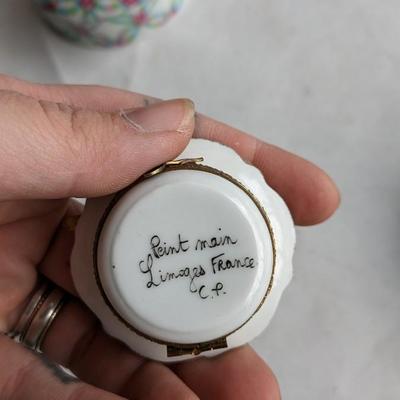 Peint main
Limoges France
C.P.